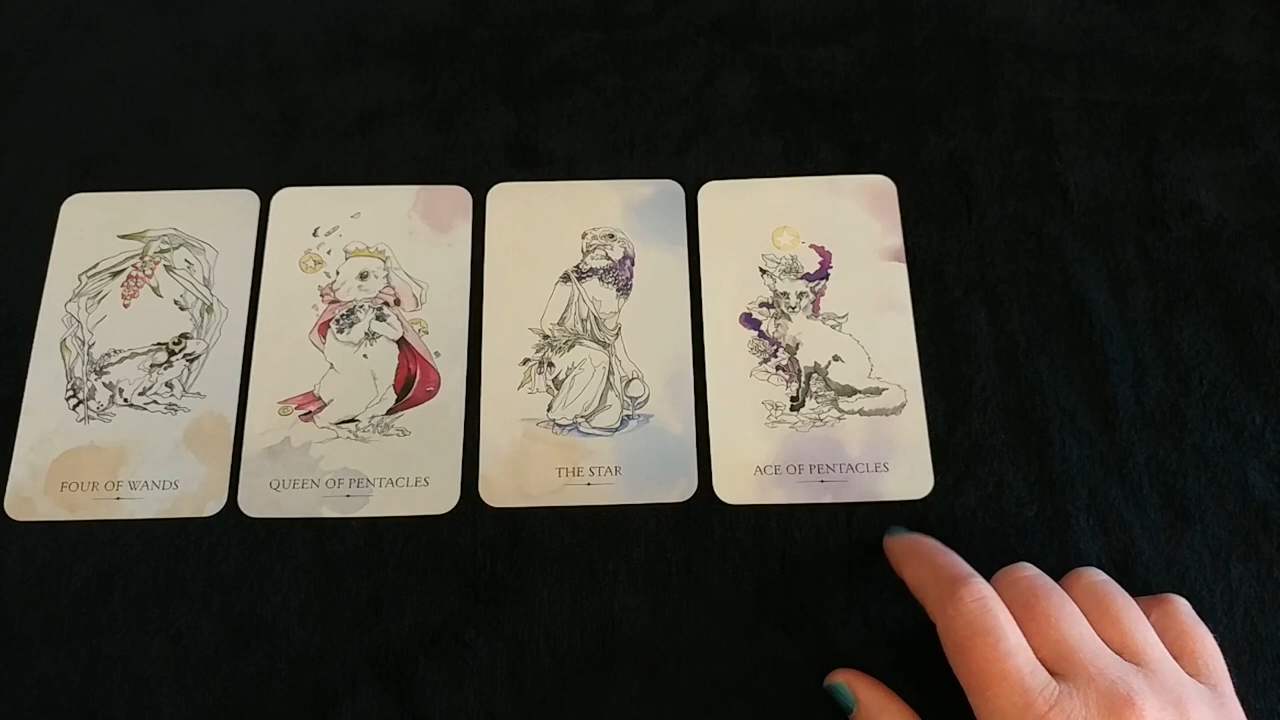 FOUR OF WANDS
QUEEN OF PENTACLES
THE STAR
ACE OF PENTACLES